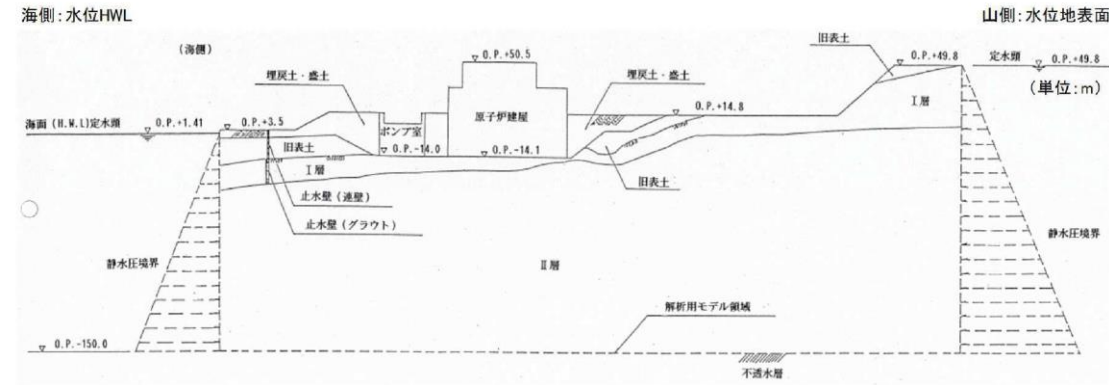 海側：水位HWL
山側：水位地表面
（海側）
O.P.+50.5
旧表土
O.P.+49.8
定水頭
O.P.+49.8
（単位：m）
埋戻土・盛土
埋戻土・盛土
I層
海面 (H.W.L) 定水頭
O.P.+1.41
O.P.+3.5
ポンプ室
原子炉建屋
O.P.+14.8
旧表土
O.P.-14.0
O.P.-14.1
I層
旧表土
止水壁（連壁）
止水壁（グラウト）
静水圧境界
静水圧境界
II層
解析用モデル領域
O.P.-150.0
不透水層